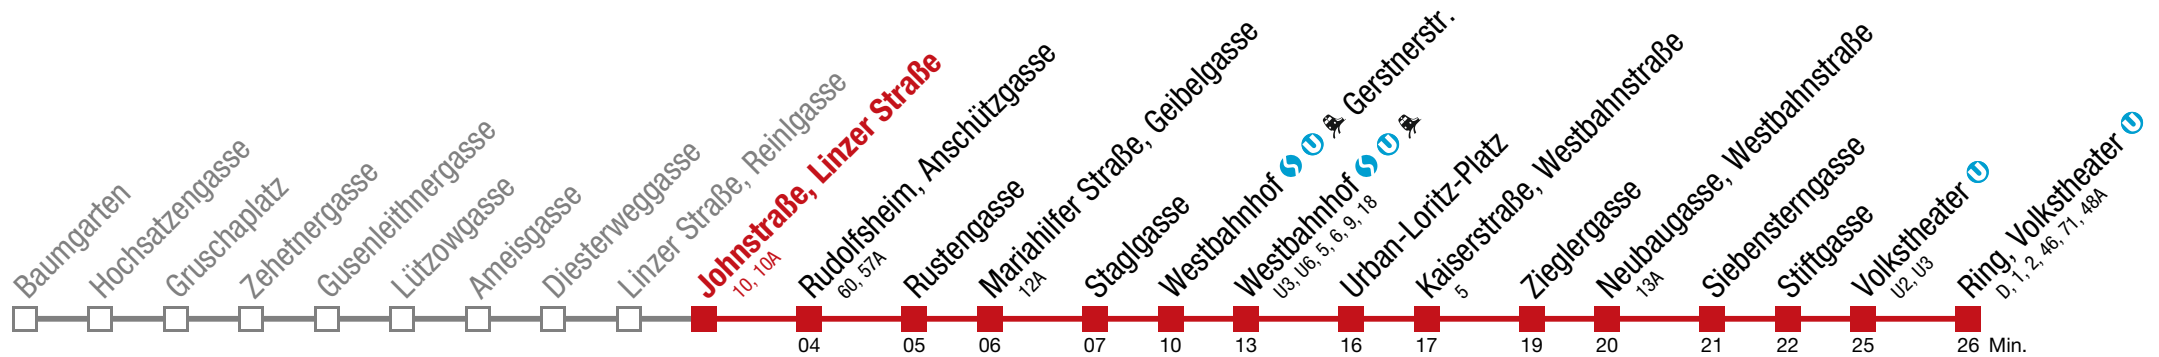 Baumgarten
Hochsatzengasse
Gruschaplatz
Zehetnergasse
Gusenleithnergasse
Lützowgasse
Ameisgasse
Diesterweggasse
Linzer Straße, Reinlgasse
Johnstraße, Linzer Straße
10, 10A
Rudolfsheim, Anschützgasse
60, 57A
Rustengasse
Mariahilfer Straße, Geibelgasse
12A
Staglgasse
Westbahnhof S U Gerstnerstr.
Westbahnhof S U
U3, U6, 5, 6, 9, 18
Urban-Loritz-Platz
Kaiserstraße, Westbahnstraße
5
Zieglergasse
Neubaugasse, Westbahnstraße
13A
Siebensterngasse
Stiftgasse
Volkstheater U
U2, U3
Ring, Volkstheater U
D, 1, 2, 46, 71, 48A
04 05 06 07 10 13 16 17 19 20 21 22 25 26 Min.